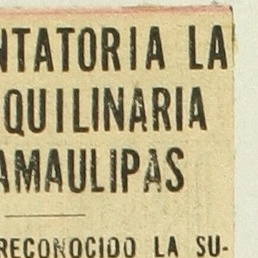 NTATORIA LA
QUILINARIA
AMAULIPAS
RECONOCIDO LA SU-